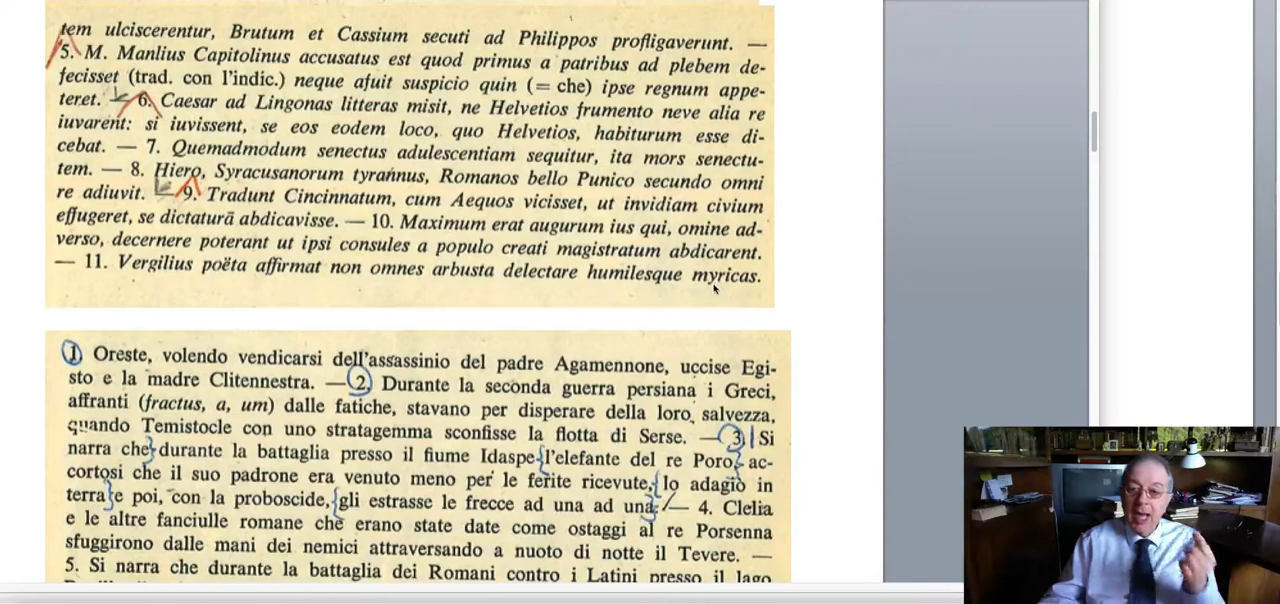 tem ulciscerentur, Brutum et Cassium secuti ad Philippos profligaverunt. —
5. M. Manlius Capitolinus accusatus est quod primus a patribus ad plebem de-
fecisset (trad. con l'indic.) neque afuit suspicio quin (= che) ipse regnum appe-
teret. — 6. Caesar ad Lingonas litteras misit, ne Helvetios frumento neve alia re
iuvarent: si iuvissent, se eos eodem loco, quo Helvetios, habiturum esse di-
cebat. — 7. Quemadmodum senectus adulescentiam sequitur, ita mors senectu-
tem. — 8. Hiero, Syracusanorum tyrannus, Romanos bello Punico secundo omni
re adiuvit. — 9. Tradunt Cincinnatum, cum Aequos vicisset, ut invidiam civium
effugeret, se dictaturā abdicavisse. — 10. Maximum erat augurum ius qui, omine ad-
verso, decernere poterant ut ipsi consules a populo creati magistratum abdicarent.
— 11. Vergilius poëta affirmat non omnes arbusta delectare humilesque myricas.
1 Oreste, volendo vendicarsi dell'assassinio del padre Agamennone, uccise Egi-
sto e la madre Clitennestra. — 2. Durante la seconda guerra persiana i Greci,
affranti (fractus, a, um) dalle fatiche, stavano per disperare della loro salvezza,
quando Temistocle con uno stratagemma sconfisse la flotta di Serse. — 3. Si
narra che durante la battaglia presso il fiume Idaspe l'elefante del re Poro, ac-
cortosi che il suo padrone era venuto meno per le ferite ricevute, lo adagiò in
terra e poi, con la proboscide, gli estrasse le frecce ad una ad una. — 4. Clelia
e le altre fanciulle romane che erano state date come ostaggi al re Porsenna
sfuggirono dalle mani dei nemici attraversando a nuoto di notte il Tevere. —
5. Si narra che durante la battaglia dei Romani contro i Latini presso il lago